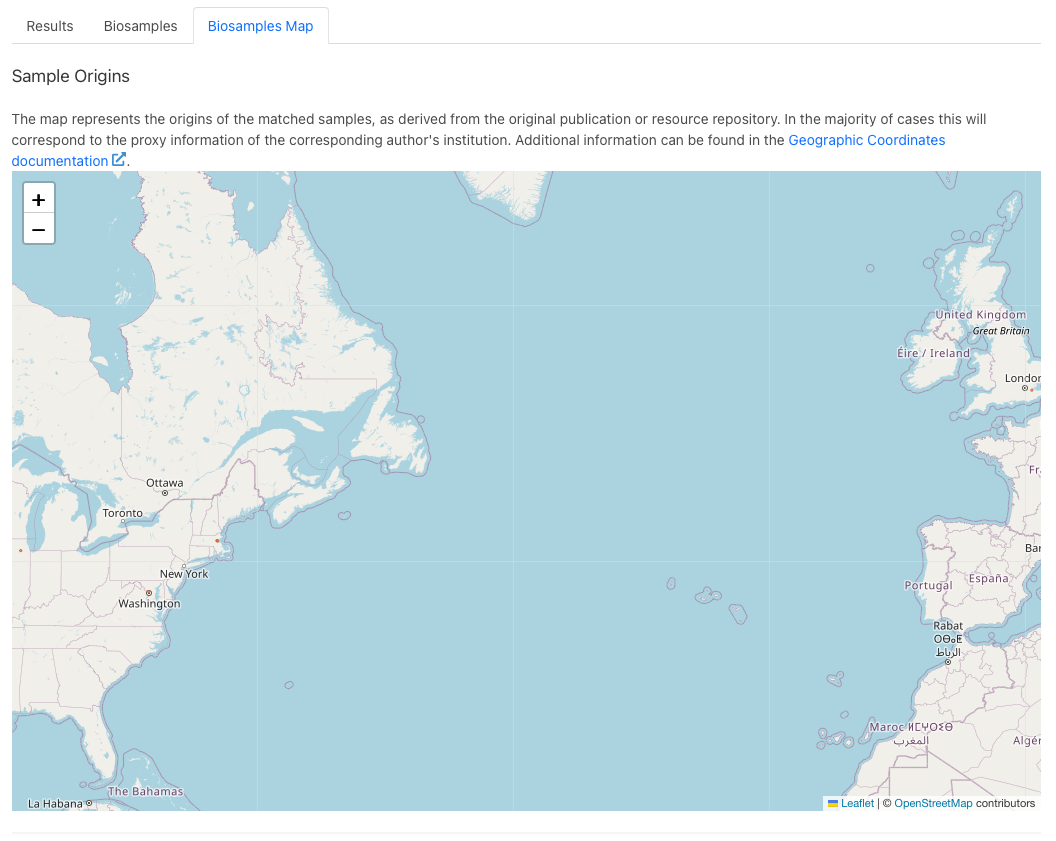 Results Biosamples Biosamples Map
Sample Origins
The map represents the origins of the matched samples, as derived from the original publication or resource repository. In the majority of cases this will
correspond to the proxy information of the corresponding author's institution. Additional information can be found in the Geographic Coordinates
documentation.
+
−
United Kingdom
Great Britain
Éire / Ireland
London
Fra
Ottawa
Toronto
New York
Washington
Bar
España
Portugal
Rabat
ⵔⴱⴰⵟ
الرباط
Maroc ⵍⵎⵖⵔⵉⴱ
المغرب
Algér
The Bahamas
La Habana
Leaflet | © OpenStreetMap contributors